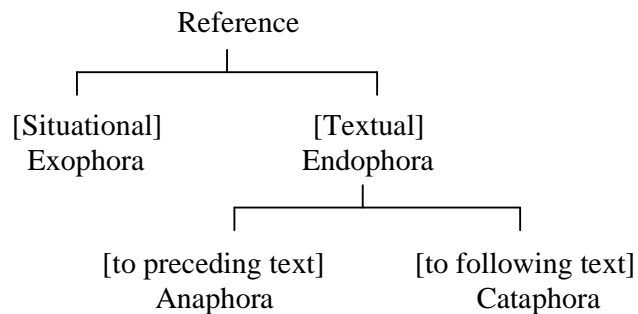 Reference
[Situational]
Exophora
[Textual]
Endophora
[to preceding text]
Anaphora
[to following text]
Cataphora